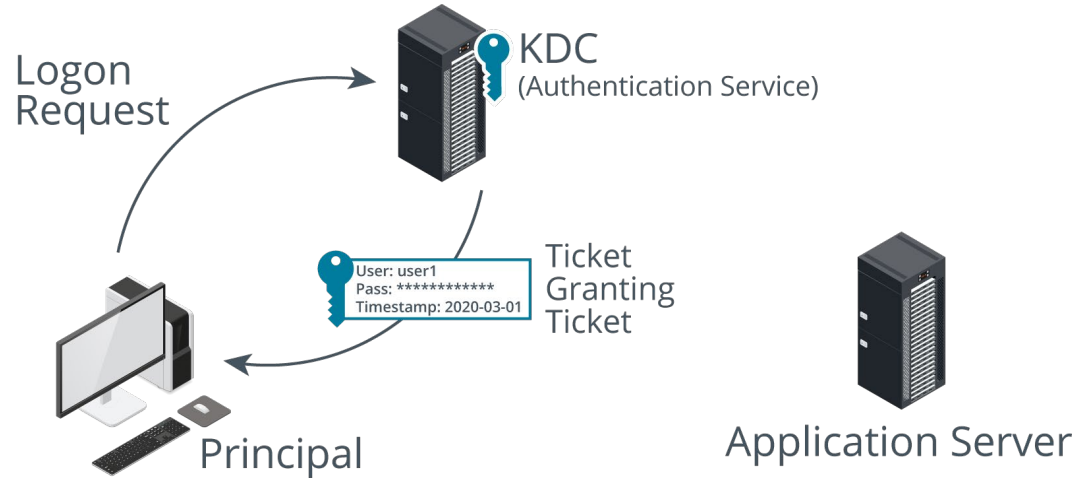 Logon
Request
KDC
(Authentication Service)
User: user1
Pass: ************
Timestamp: 2020-03-01
Ticket
Granting
Ticket
Principal
Application Server